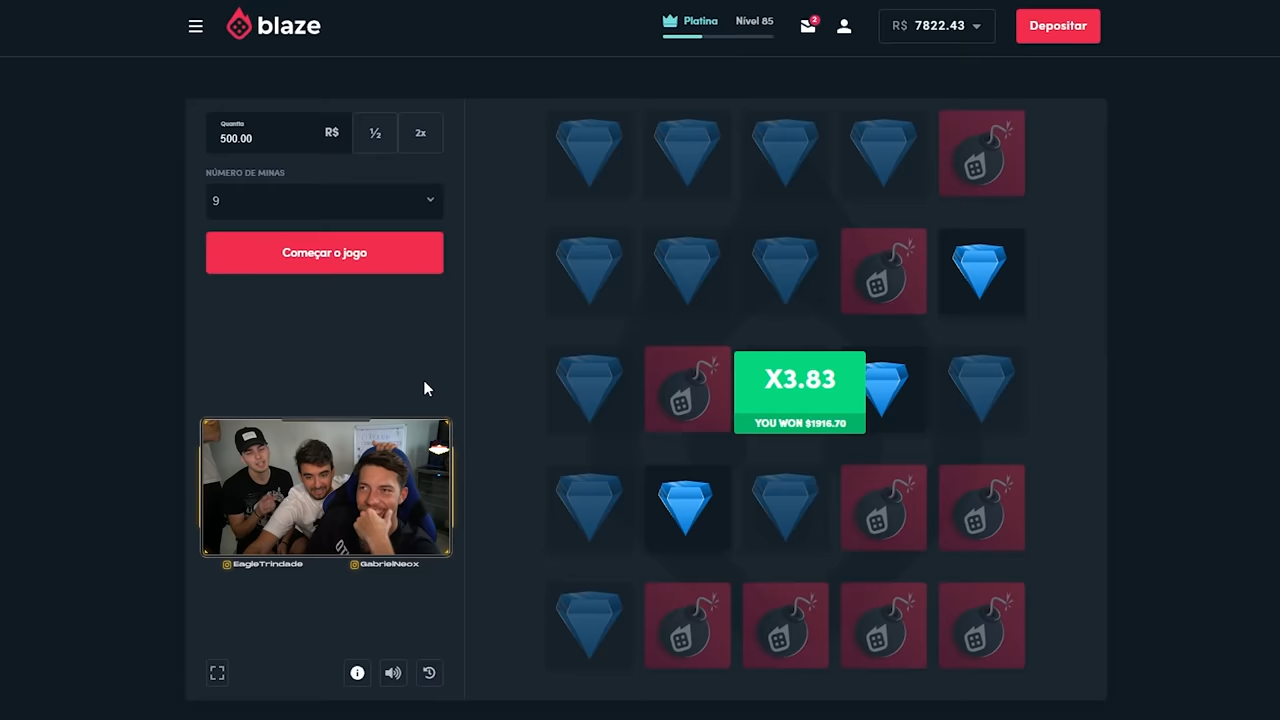 blaze
Platina
Nível 85
2
R$ 7822.43
Depositar
Quantia
500.00
R$
½
2x
NÚMERO DE MINAS
9
Começar o jogo
X3.83
YOU WON $1916.70
EagleTrindade
GabrielNeox